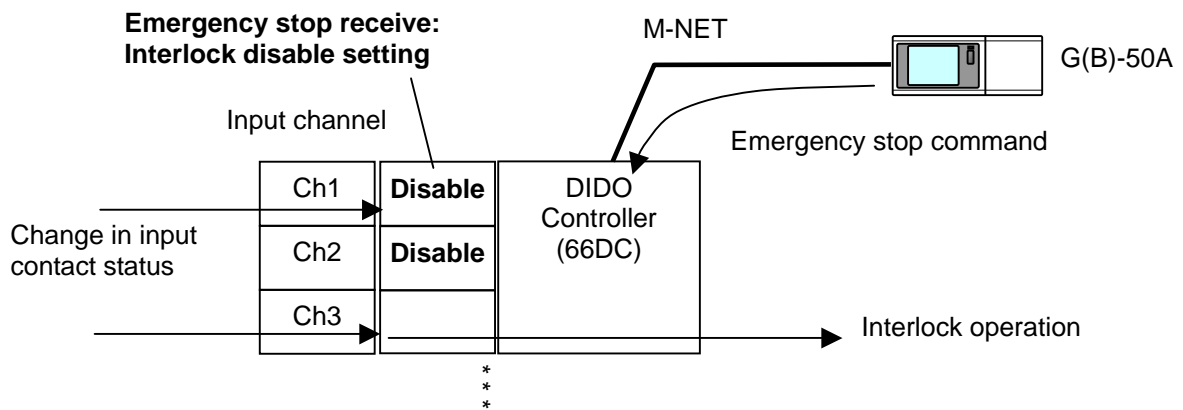 Emergency stop receive:
Interlock disable setting
M-NET
G(B)-50A
Input channel
Emergency stop command
Ch1
Disable
DIDO
Controller
(66DC)
Change in input
contact status
Ch2
Disable
Ch3
Interlock operation
*
*
*